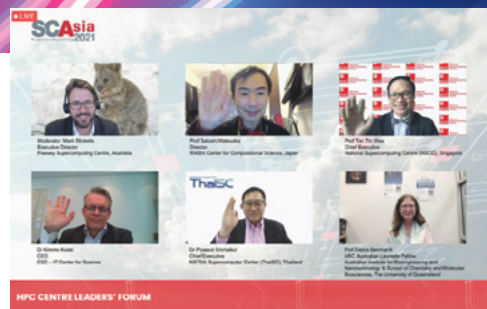 LIVE
SCAsia
2021
Moderator: Mark Stickells
Executive Director
Pawsey Supercomputing Centre, Australia
Prof Satoshi Matsuoka
Director
RIKEN Center for Computational Science, Japan
Prof Tan Tin Wee
Chief Executive
National Supercomputing Centre (NSCC), Singapore
ThaiSC
Dr Kimmo Koski
CEO
CSC – IT Center for Science
Dr Piyawut Srichaikul
Chief Executive
NSTDA Supercomputer Center (ThaiSC), Thailand
Prof Debra Bernhardt
ARC Australian Laureate Fellow
Australian Institute for Bioengineering and
Nanotechnology & School of Chemistry and Molecular
Biosciences, The University of Queensland
HPC CENTRE LEADERS' FORUM